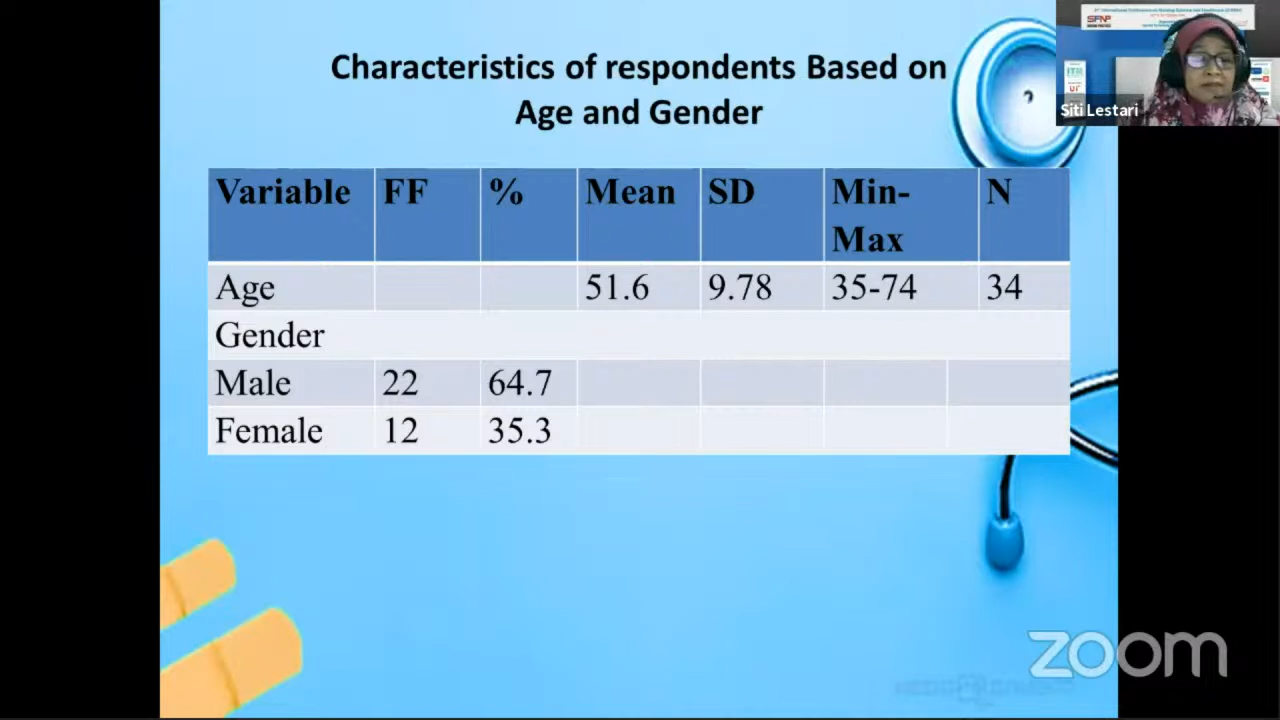 Characteristics of respondents Based on
Age and Gender
Variable FF % Mean SD Min-
Max N
Age 51.6 9.78 35-74 34
Gender
Male 22 64.7
Female 12 35.3
Siti Lestari
zoom